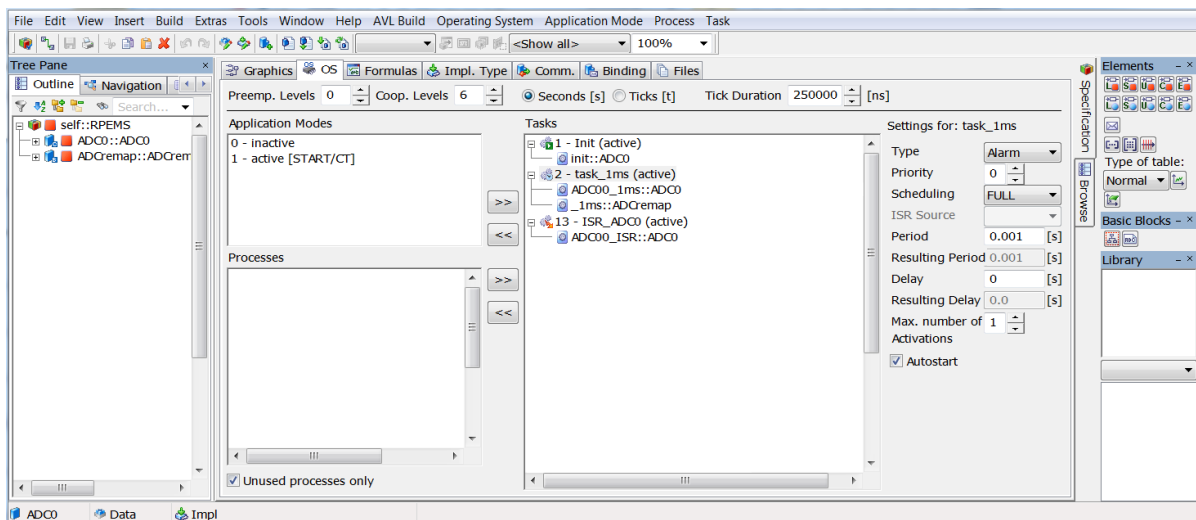 File Edit View Insert Build Extras Tools Window Help AVL Build Operating System Application Mode Process Task
<Show all> 100%
Tree Pane
Outline Navigation
Search...
self::RPEMS
ADC0::ADC0
ADCremap::ADCrem
Graphics OS Formulas Impl. Type Comm. Binding Files
Preemp. Levels 0 Coop. Levels 6 Seconds [s] Ticks [t] Tick Duration 250000 [ns]
Application Modes
0 - inactive
1 - active [START/CT]
>>
<<
Processes
>>
<<
Unused processes only
Tasks
1 - Init (active)
init::ADC0
2 - task_1ms (active)
ADC00_1ms::ADC0
_1ms::ADCremap
13 - ISR_ADC0 (active)
ADC00_ISR::ADC0
Settings for: task_1ms
Type Alarm
Priority 0
Scheduling FULL
ISR Source
Period 0.001 [s]
Resulting Period 0.001 [s]
Delay 0 [s]
Resulting Delay 0.0 [s]
Max. number of 1
Activations
Autostart
Specification
Browse
Elements
Type of table:
Normal
Basic Blocks
Library
ADC0 Data Impl